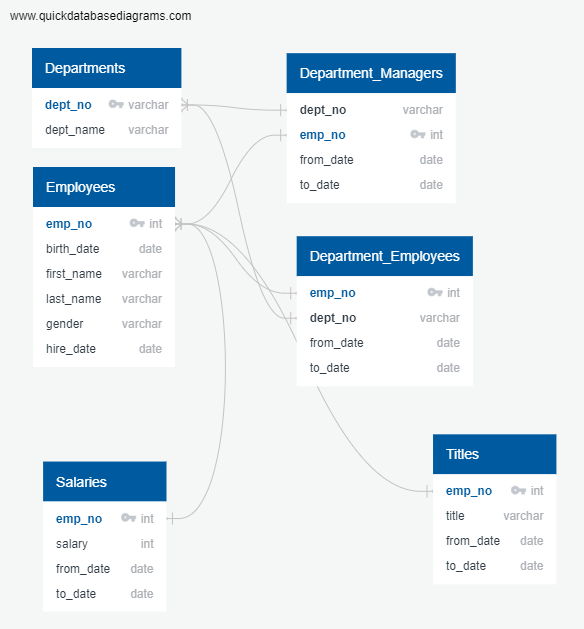 www.quickdatabasediagrams.com
Departments
dept_no varchar
dept_name varchar
Department_Managers
dept_no varchar
emp_no int
from_date date
to_date date
Employees
emp_no int
birth_date date
first_name varchar
last_name varchar
gender varchar
hire_date date
Department_Employees
emp_no int
dept_no varchar
from_date date
to_date date
Salaries
emp_no int
salary int
from_date date
to_date date
Titles
emp_no int
title varchar
from_date date
to_date date